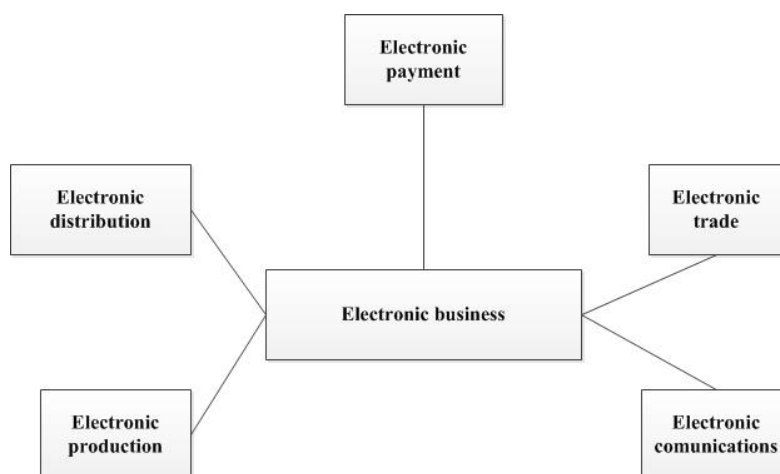 Electronic
payment
Electronic
distribution
Electronic
trade
Electronic business
Electronic
production
Electronic
comunications